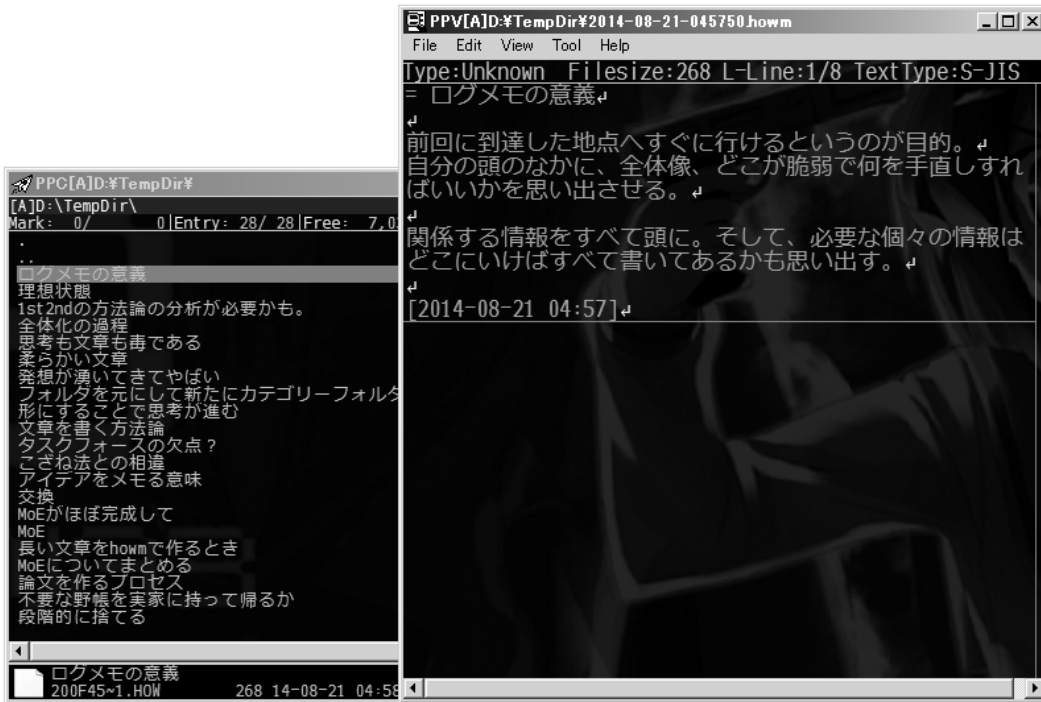 PPC[A]D:¥TempDir¥
[A]D:\TempDir\
Mark: 0/ 0|Entry: 28/ 28|Free: 7,0
.
..
ログメモの意義
理想状態
1st2ndの方法論の分析が必要かも。
全体化の過程
思考も文章も毒である
柔らかい文章
発想が湧いてきてやばい
フォルダを元にして新たにカテゴリーフォルダ
形にすることで思考が進む
文章を書く方法論
タスクフォースの欠点？
こざね法との相違
アイデアをメモる意味
交換
MoEがほぼ完成して
MoE
長い文章をhowmで作るとき
MoEについてまとめる
論文を作るプロセス
不要な野帳を実家に持って帰るか
段階的に捨てる
ログメモの意義
200F45~1.HOW 268 14-08-21 04:58
PPV[A]D:¥TempDir¥2014-08-21-045750.howm
File Edit View Tool Help
Type:Unknown Filesize:268 L-Line:1/8 TextType:S-JIS
= ログメモの意義↲
↲
前回に到達した地点へすぐに行けるというのが目的。↲
自分の頭のなかに、全体像、どこが脆弱で何を手直しすれ
ばいいかを思い出させる。↲
↲
関係する情報をすべて頭に。そして、必要な個々の情報は
どこにいけばすべて書いてあるかも思い出す。↲
↲
[2014-08-21 04:57]↲